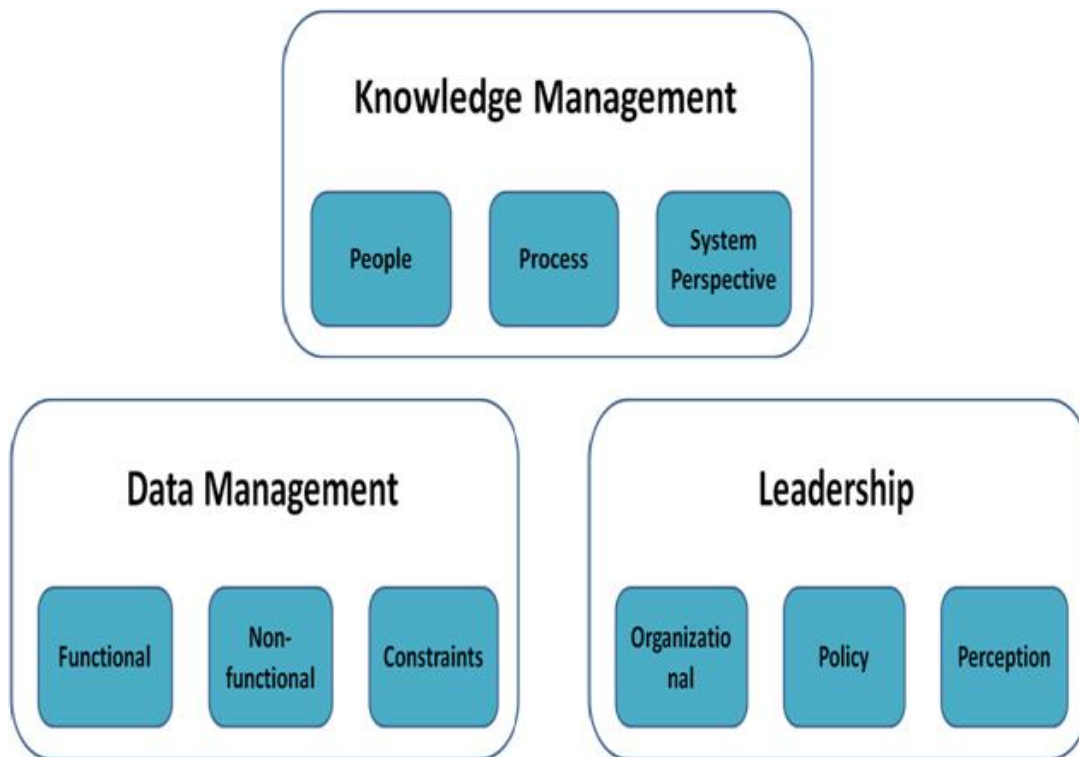 Knowledge Management
People
Process
System
Perspective
Data Management
Functional
Non-
functional
Constraints
Leadership
Organizatio
nal
Policy
Perception